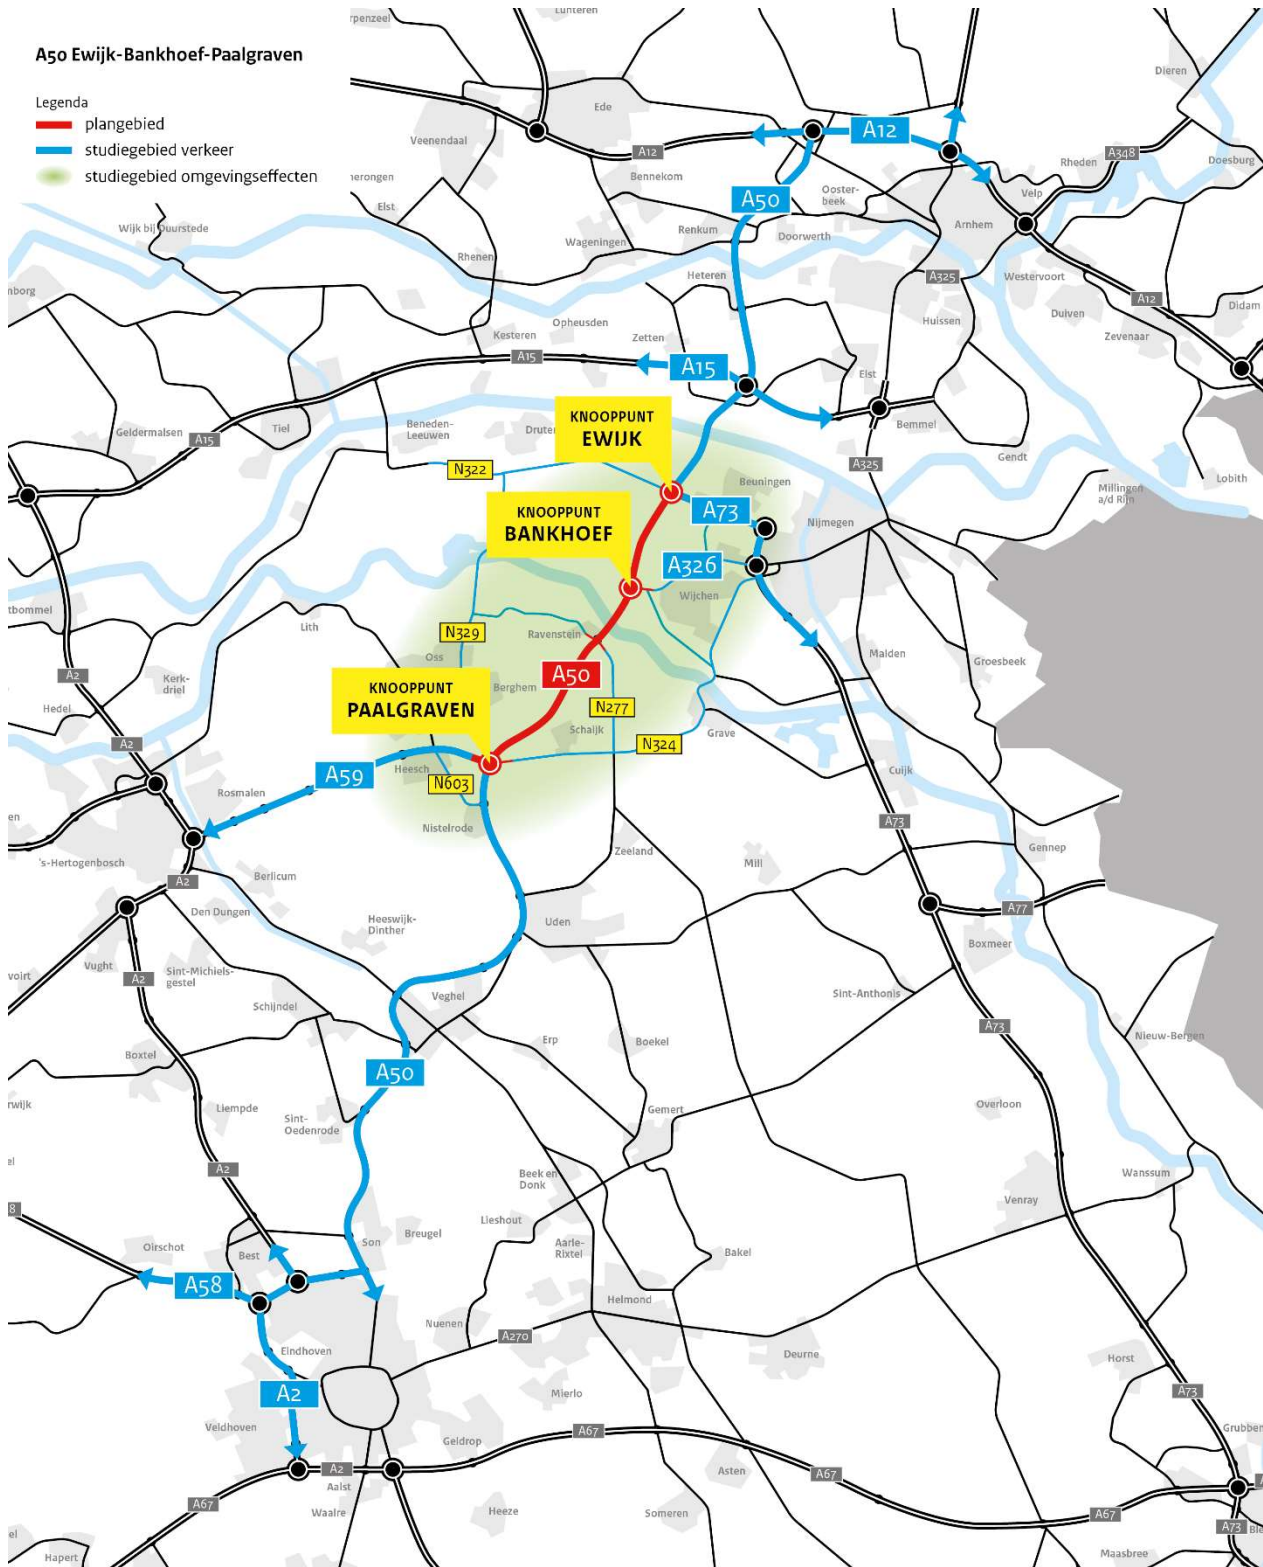 A50 Ewijk-Bankhoef-Paalgraven
Legenda
plangebied
studiegebied verkeer
studiegebied omgevingseffecten
Lunteren
Dieren
Ede
Veenendaal
A12
A12
Bennekom
A348
Rheden
Doesburg
Velp
Ooster-
beek
Elst
A50
Arnhem
Wijk bij Duurstede
Renkum
Doorwerth
Wageningen
Rhenen
Heteren
A325
Westervoort
Huissen
Duiven
A12
Didam
Zevenaar
Opheusden
Kesteren
Zetten
A15
A15
Elst
Bemmel
Geldermalsen
A15
Tiel
Beneden-
Leeuwen
Druten
KNOOPPUNT
EWIJK
A325
Gendt
Lobith
Millingen
a/d Rijn
N322
Beuningen
A73
Nijmegen
KNOOPPUNT
BANKHOEF
A326
Wijchen
Lith
N329
Ravenstein
Oss
Malden
Groesbeek
A50
Berghem
Kerk-
driel
A2
Hedel
KNOOPPUNT
PAALGRAVEN
N277
Schaijk
N324
Grave
A2
A59
Heesch
N603
Cuijk
Rosmalen
Nistelrode
A73
Zeeland
Mill
Gennep
's-Hertogenbosch
A2
Berlicum
Den Dungen
Heeswijk-
Dinther
Uden
A77
Boxmeer
Vught
A2
Sint-Michiels-
gestel
Schijndel
Veghel
Sint-Anthonis
A73
Nieuw-Bergen
Erp
Boekel
Boxtel
A50
Liempde
Sint-
Oedenrode
Gemert
Overloon
A2
Beek en
Donk
Wanssum
Venray
Lieshout
Breugel
Son
Aarle-
Rixtel
Bakel
Oirschot
Best
A58
Helmond
Nuenen
A270
Deurne
Eindhoven
Horst
A2
Mierlo
A73
Veldhoven
Geldrop
A67
Grubben
A2
Aalst
Asten
A67
A67
Waalre
Heeze
Someren
A67
A73
Hapert
Maasbree